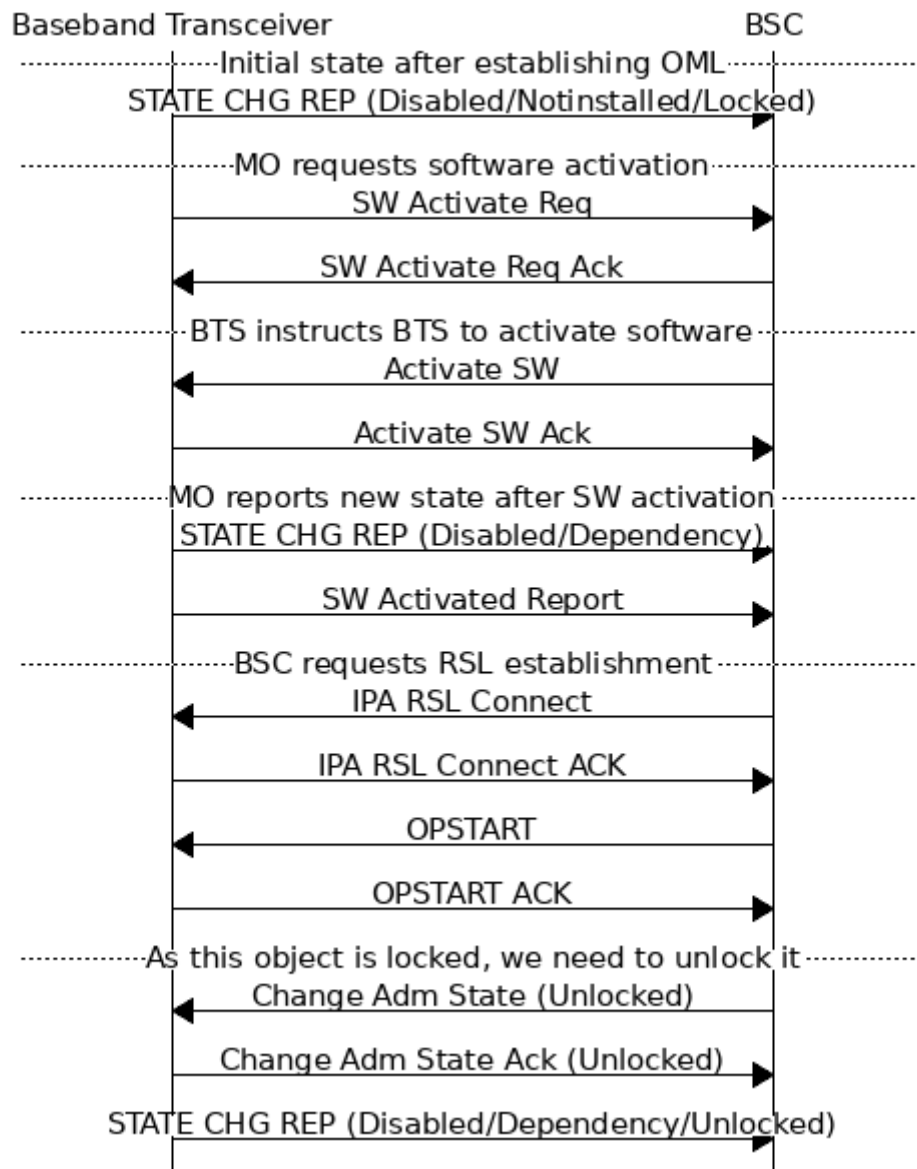 Baseband Transceiver BSC
Initial state after establishing OML
STATE CHG REP (Disabled/Notinstalled/Locked)
MO requests software activation
SW Activate Req
SW Activate Req Ack
BTS instructs BTS to activate software
Activate SW
Activate SW Ack
MO reports new state after SW activation
STATE CHG REP (Disabled/Dependency)
SW Activated Report
BSC requests RSL establishment
IPA RSL Connect
IPA RSL Connect ACK
OPSTART
OPSTART ACK
As this object is locked, we need to unlock it
Change Adm State (Unlocked)
Change Adm State Ack (Unlocked)
STATE CHG REP (Disabled/Dependency/Unlocked)